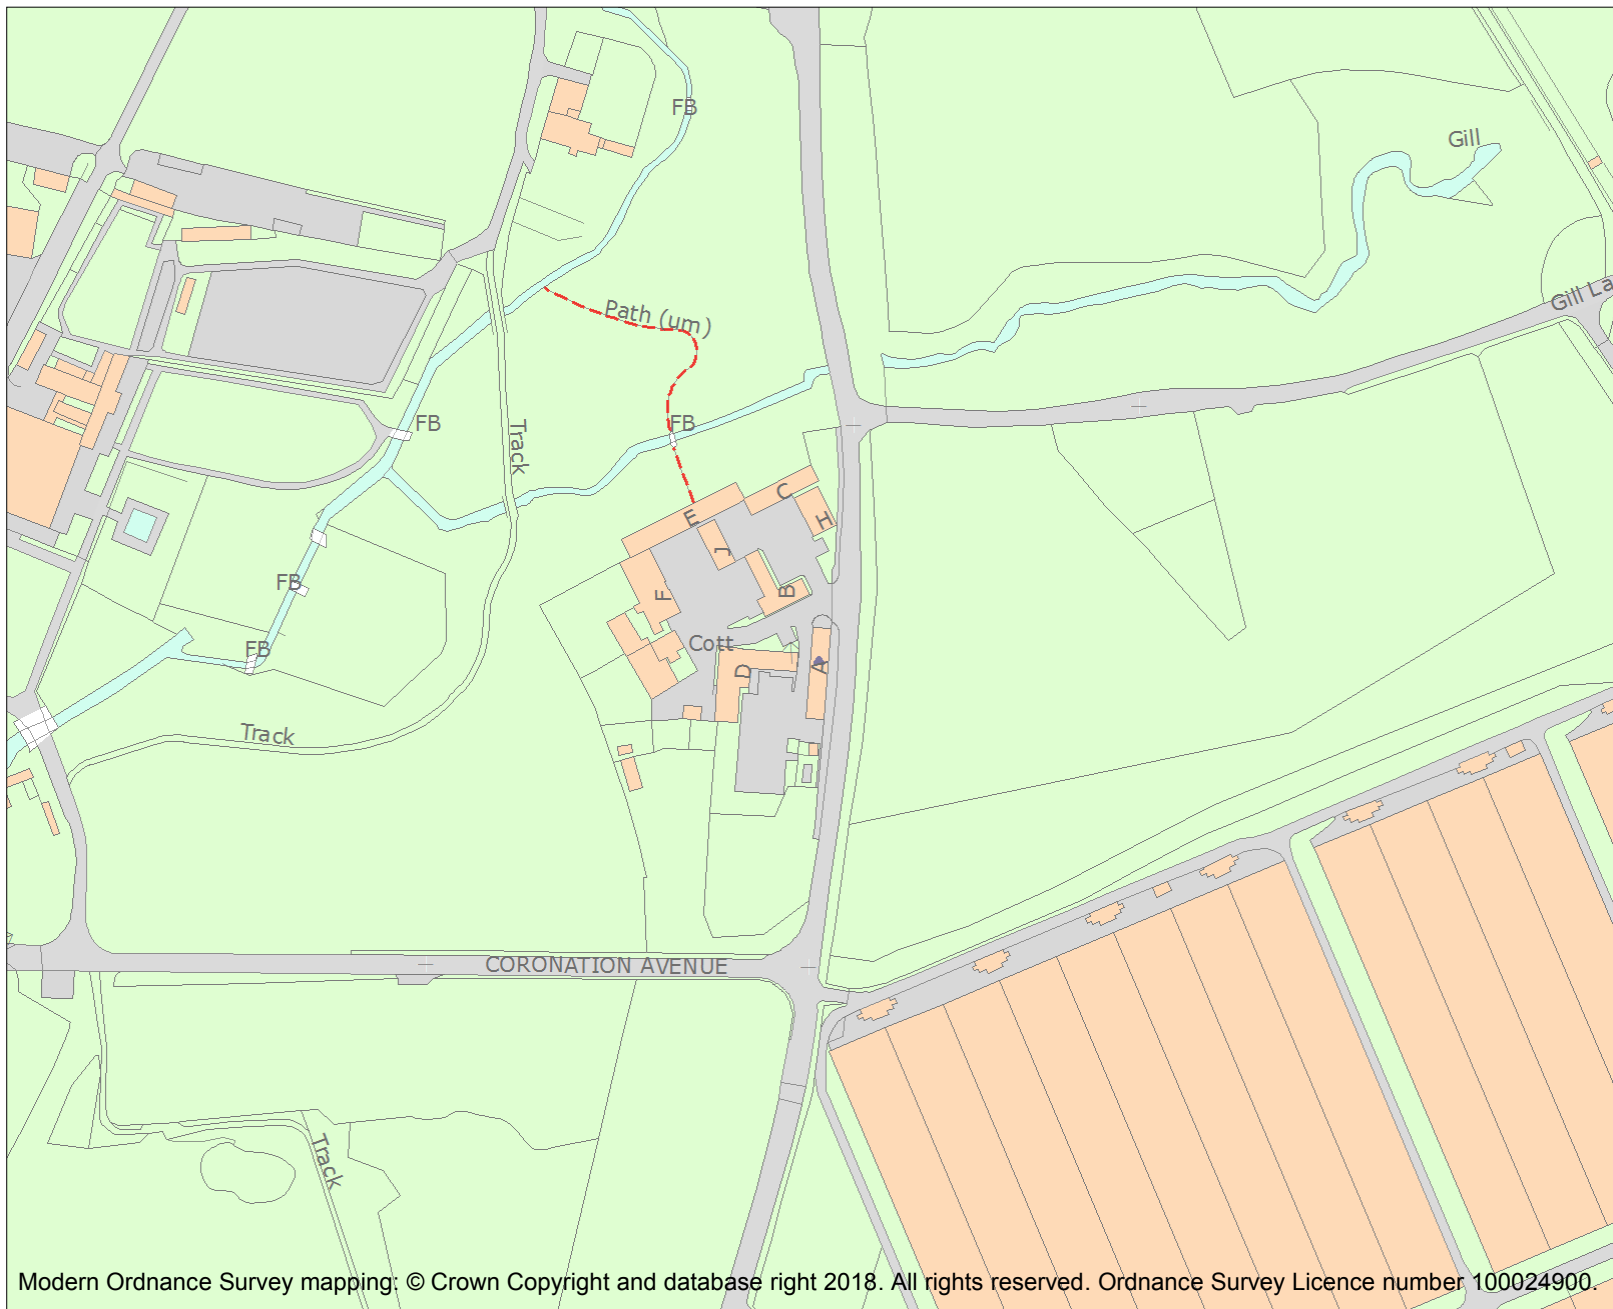 FB
Gill
Gill La
Path (um)
FB
FB
Track
C
E
H
J
FB
B
F
Cott
FB
A
D
Track
CORONATION AVENUE
Track
Modern Ordnance Survey mapping: © Crown Copyright and database right 2018. All rights reserved. Ordnance Survey Licence number 100024900.